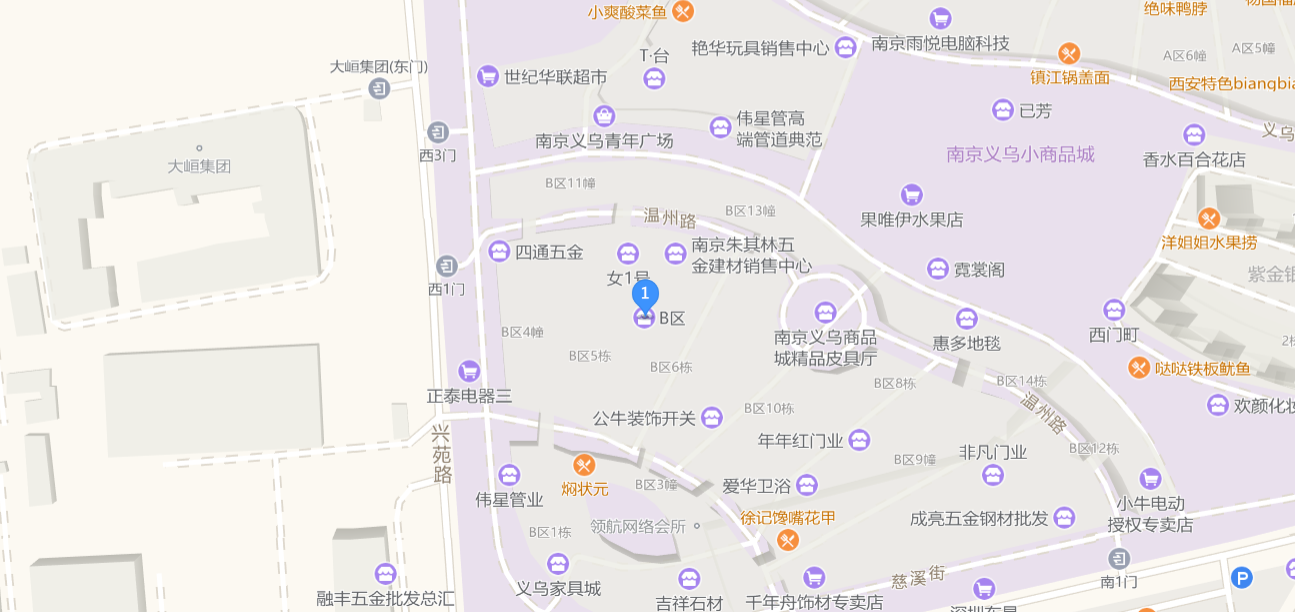 小爽酸菜鱼
绝味鸭脖
T·台
艳华玩具销售中心
南京雨悦电脑科技
A区6幢
A区5幢
大峘集团(东门)
世纪华联超市
镇江锅盖面
西安特色biangbia
已芳
伟星管高
端管道典范
西3门
南京义乌青年广场
南京义乌小商品城
香水百合花店
义乌
大峘集团
B区11幢
温州路
B区13幢
果唯伊水果店
四通五金
南京朱其林五
金建材销售中心
洋姐姐水果捞
女1号
霓裳阁
紫金银
西1门
1
B区
B区4幢
南京义乌商品
城精品皮具厅
惠多地毯
西门町
B区5栋
B区6栋
哒哒铁板鱿鱼
正泰电器三
B区8栋
B区14栋
欢颜化妆
温州路
公牛装饰开关
B区10栋
年年红门业
B区12栋
兴苑路
B区9幢
非凡门业
伟星管业
焖状元
B区3幢
爱华卫浴
小牛电动
授权专卖店
徐记馋嘴花甲
成亮五金钢材批发
B区1栋
领航网络会所
慈溪街
南1门
P
融丰五金批发总汇
义乌家具城
吉祥石材
千年舟饰材专卖店